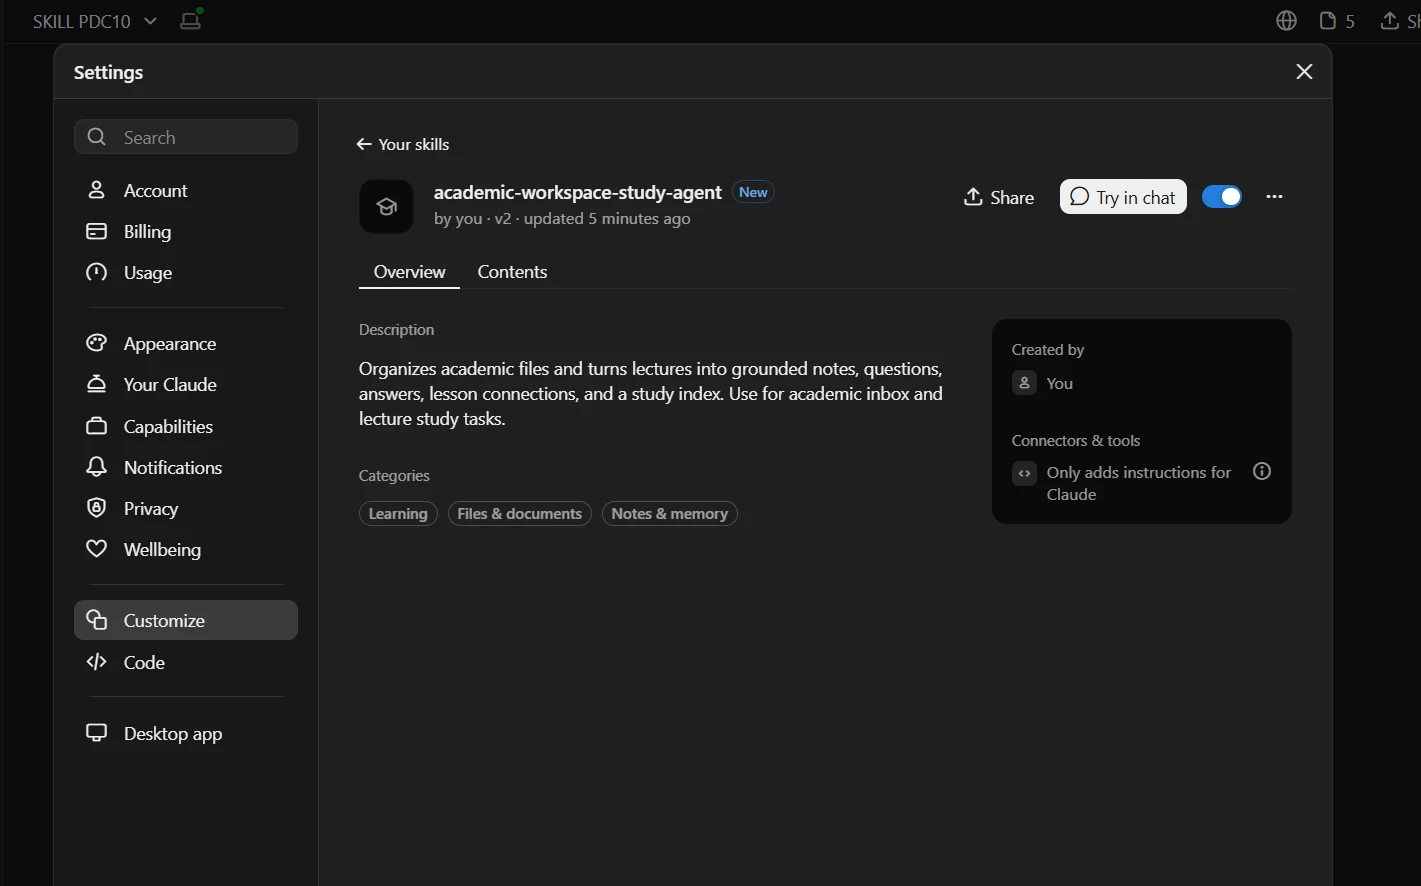 SKILL PDC10
5
Settings
Search
Account
Billing
Usage
Appearance
Your Claude
Capabilities
Notifications
Privacy
Wellbeing
Customize
Code
Desktop app
Your skills
academic-workspace-study-agent New
by you · v2 · updated 5 minutes ago
Share
Try in chat
Overview Contents
Description
Organizes academic files and turns lectures into grounded notes, questions,
answers, lesson connections, and a study index. Use for academic inbox and
lecture study tasks.
Categories
Learning Files & documents Notes & memory
Created by
You
Connectors & tools
Only adds instructions for
Claude